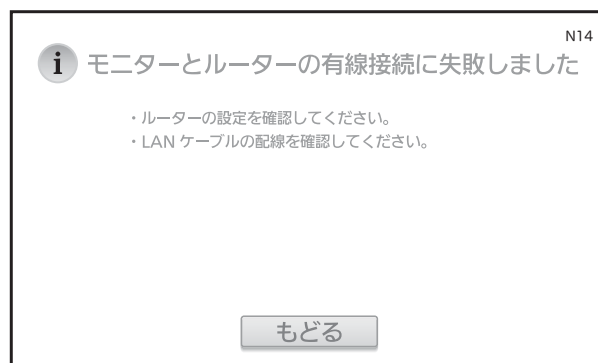 N14
i モニターとルーターの有線接続に失敗しました
・ルーターの設定を確認してください。
・LAN ケーブルの配線を確認してください。
もどる